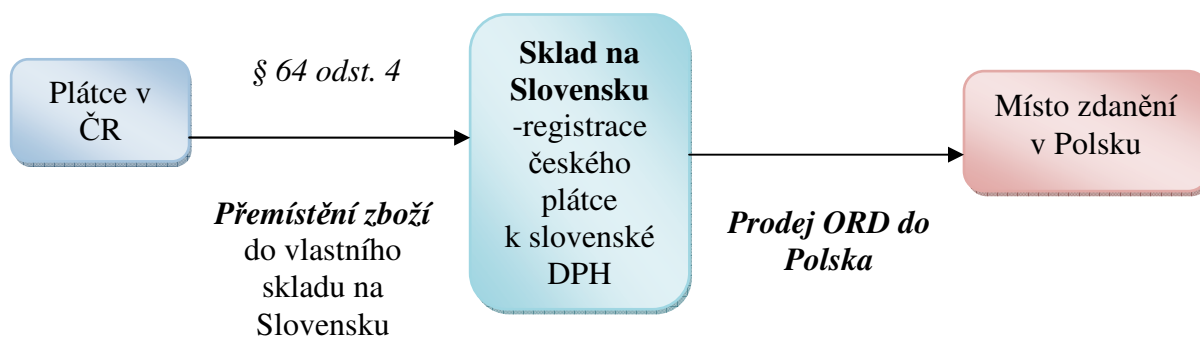 Plátce v
ČR
§ 64 odst. 4
Přemístění zboží
do vlastního
skladu na
Slovensku
Sklad na
Slovensku
-registrace
českého
plátce
k slovenské
DPH
Prodej ORD do
Polska
Místo zdanění
v Polsku